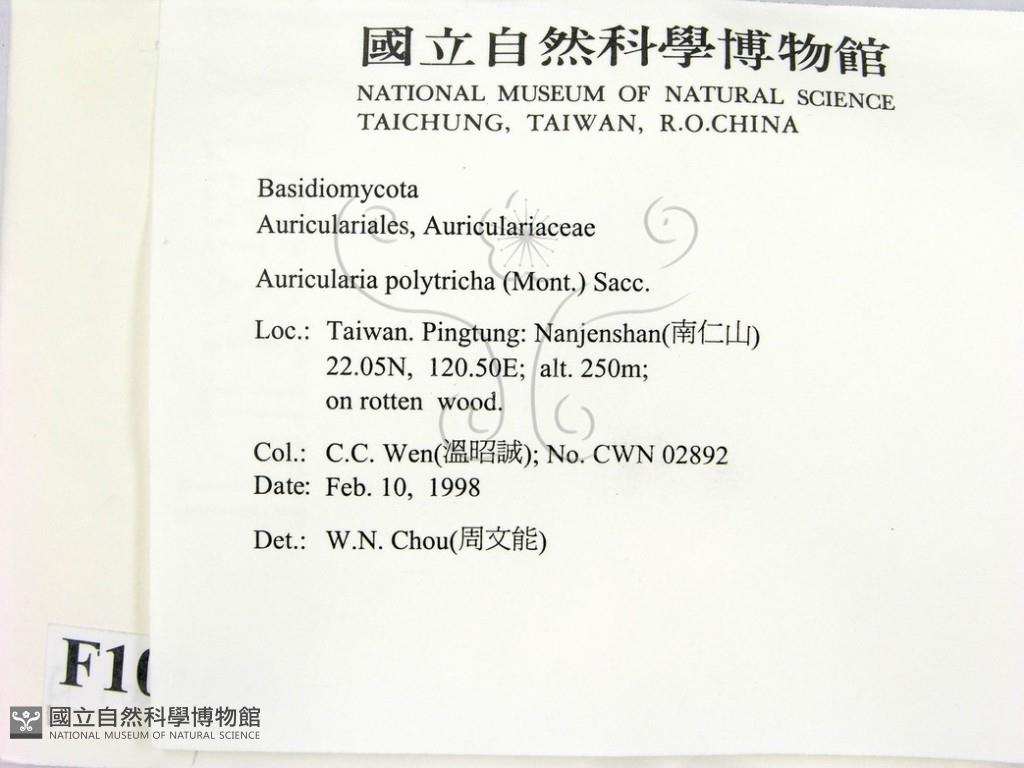 國立自然科學博物館
NATIONAL MUSEUM OF NATURAL SCIENCE
TAICHUNG, TAIWAN, R.O.CHINA
Basidiomycota
Auriculariales, Auriculariaceae
Auricularia polytricha (Mont.) Sacc.
Loc.: Taiwan. Pingtung: Nanjenshan(南仁山)
22.05N, 120.50E; alt. 250m;
on rotten wood.
Col.: C.C. Wen(溫昭誠); No. CWN 02892
Date: Feb. 10, 1998
Det.: W.N. Chou(周文能)
國立自然科學博物館
NATIONAL MUSEUM OF NATURAL SCIENCE